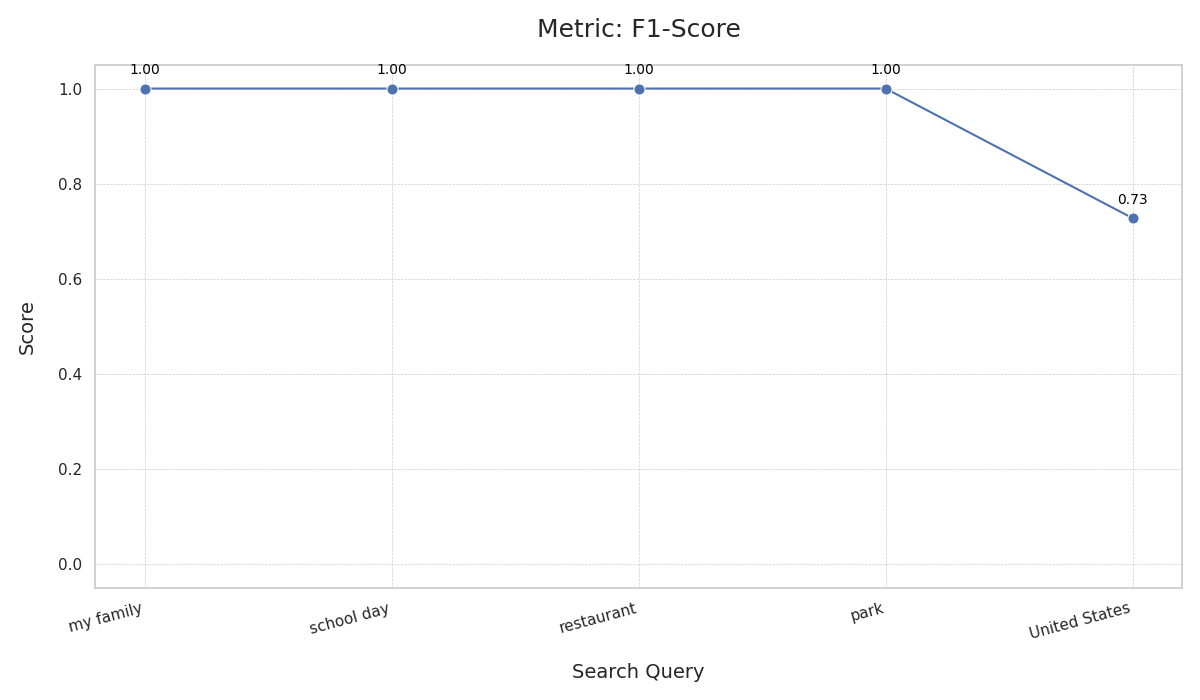 Metric: F1-Score
1.00 1.00 1.00 1.00
1.0
0.8
0.73
0.6
0.4
0.2
0.0
Score
my family school day restaurant park United States
Search Query